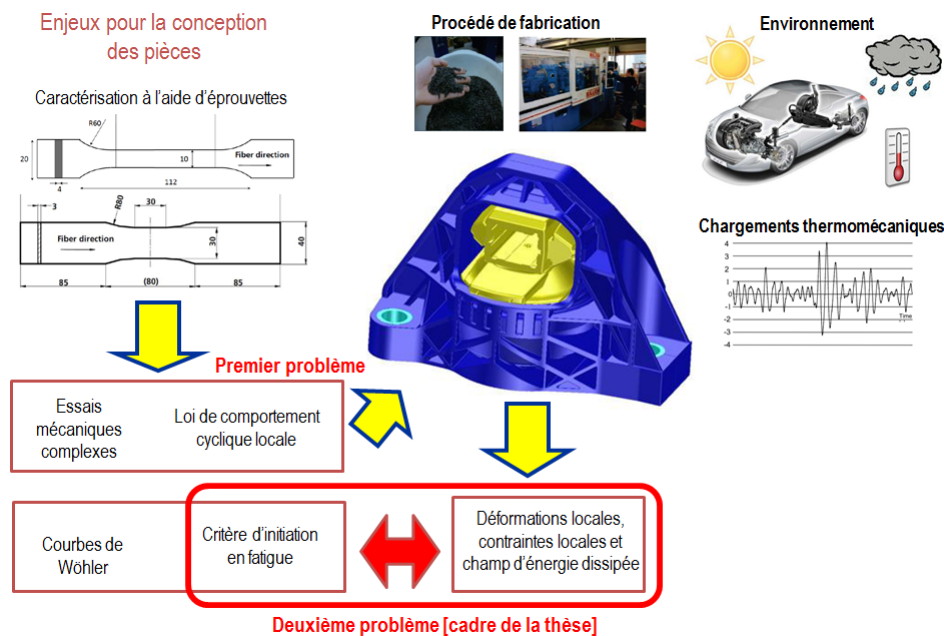 Enjeux pour la conception
des pièces
Procédé de fabrication
Environnement
Caractérisation à l'aide d'éprouvettes
R60
20
10
Fiber direction
4
112
3
R80
30
Fiber direction
30
40
85
(80)
85
Chargements thermomécaniques
4
3
2
1
0
-1
-2
-3
-4
Time
Premier problème
Essais
mécaniques
complexes
Loi de comportement
cyclique locale
Courbes de
Wöhler
Critère d'initiation
en fatigue
Déformations locales,
contraintes locales et
champ d'énergie dissipée
Deuxième problème [cadre de la thèse]